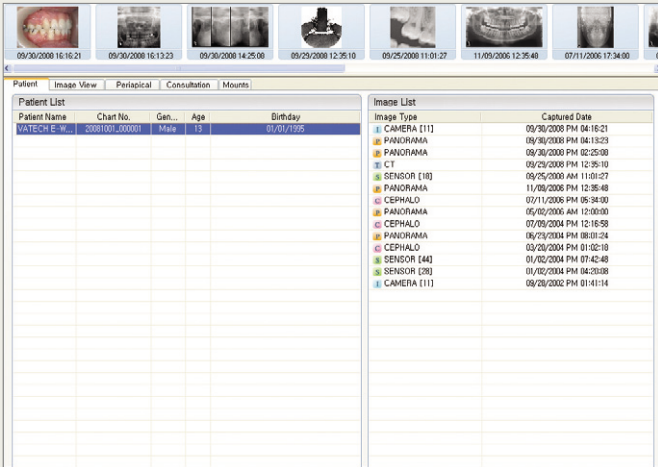 09/30/2008 16:16:21
09/30/2008 16:13:23
09/30/2008 14:25:08
09/29/2008 12:35:10
09/25/2008 11:01:27
11/09/2006 12:35:48
07/11/2006 17:34:00
Patient
Image View
Periapical
Consultation
Mounts
Patient List
Patient Name Chart No. Gen... Age Birthday
VATECH E-W... 20081001_000001 Male 13 01/01/1995
Image List
Image Type Captured Date
I CAMERA [11] 09/30/2008 PM 04:16:21
P PANORAMA 09/30/2008 PM 04:13:23
P PANORAMA 09/30/2008 PM 02:25:08
T CT 09/29/2008 PM 12:35:10
S SENSOR [18] 09/25/2008 AM 11:01:27
P PANORAMA 11/09/2006 PM 12:35:48
C CEPHALO 07/11/2006 PM 05:34:00
P PANORAMA 05/02/2006 AM 12:00:00
C CEPHALO 07/09/2004 PM 12:16:58
P PANORAMA 06/23/2004 PM 08:01:24
C CEPHALO 03/20/2004 PM 01:02:18
S SENSOR [44] 01/02/2004 PM 07:42:48
S SENSOR [28] 01/02/2004 PM 04:20:08
I CAMERA [11] 09/28/2002 PM 01:41:14